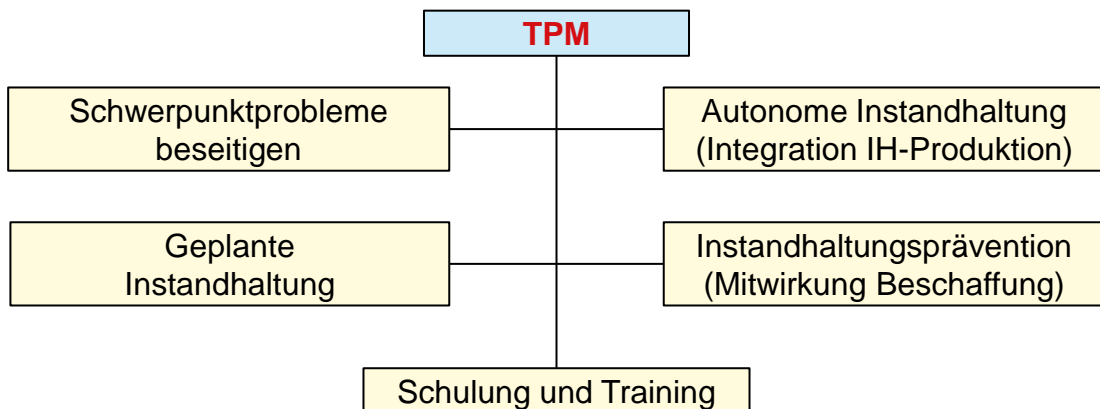 TPM
Schwerpunktprobleme
beseitigen
Autonome Instandhaltung
(Integration IH-Produktion)
Geplante
Instandhaltung
Instandhaltungsprävention
(Mitwirkung Beschaffung)
Schulung und Training